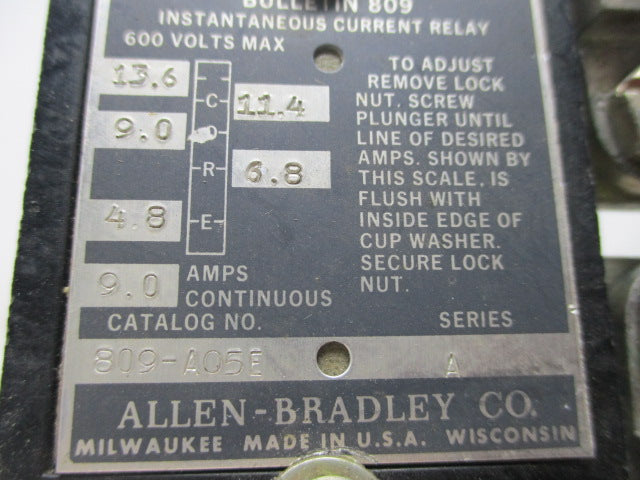 BULLETIN 809
INSTANTANEOUS CURRENT RELAY
600 VOLTS MAX
13.6
C
11.4
9.0
O
R
6.8
4.8
E
9.0 AMPS
CONTINUOUS
TO ADJUST
REMOVE LOCK
NUT. SCREW
PLUNGER UNTIL
LINE OF DESIRED
AMPS. SHOWN BY
THIS SCALE, IS
FLUSH WITH
INSIDE EDGE OF
CUP WASHER.
SECURE LOCK
NUT.
CATALOG NO. SERIES
809-A05E A
ALLEN-BRADLEY CO.
MILWAUKEE MADE IN U.S.A. WISCONSIN